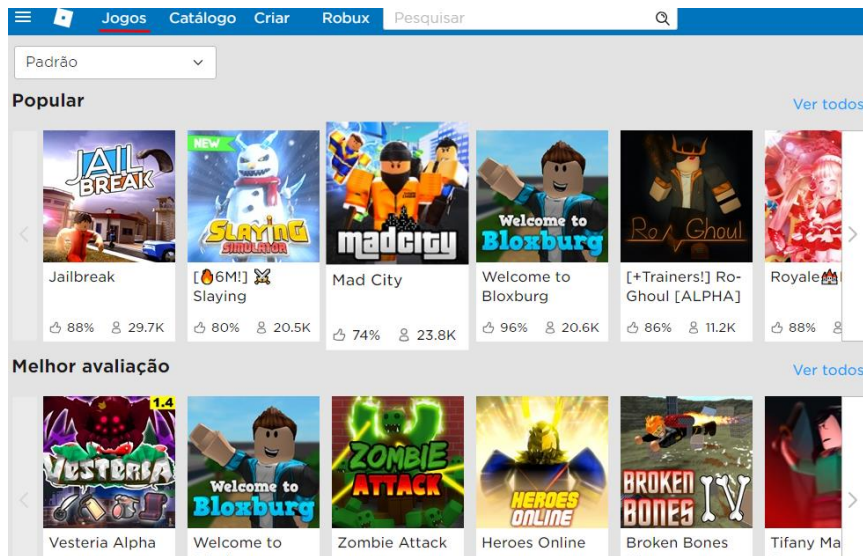 Jogos Catálogo Criar Robux Pesquisar
Padrão
Popular Ver todos
JAIL
BREAK
NEW
SLAYING
SIMULATOR
madcity
Welcome to
Bloxburg
Ro Ghoul
Jailbreak
[🔥6M!] ⚔
Slaying
Mad City
Welcome to
Bloxburg
[+Trainers!] Ro-
Ghoul [ALPHA]
Royale🏰
88% 29.7K 80% 20.5K 74% 23.8K 96% 20.6K 86% 11.2K 88%
Melhor avaliação Ver todos
1.4
VESTERIA
Welcome to
Bloxburg
ZOMBIE
ATTACK
HEROES
ONLINE
BROKEN
BONES IV
Vesteria Alpha Welcome to Zombie Attack Heroes Online Broken Bones Tifany Ma